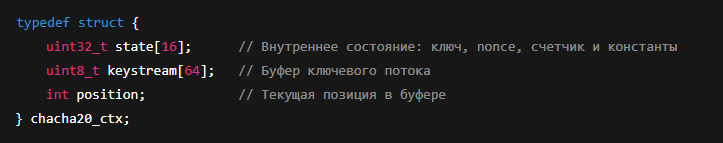 typedef struct {
    uint32_t state[16];      // Внутреннее состояние: ключ, nonce, счетчик и константы
    uint8_t keystream[64];   // Буфер ключевого потока
    int position;            // Текущая позиция в буфере
} chacha20_ctx;